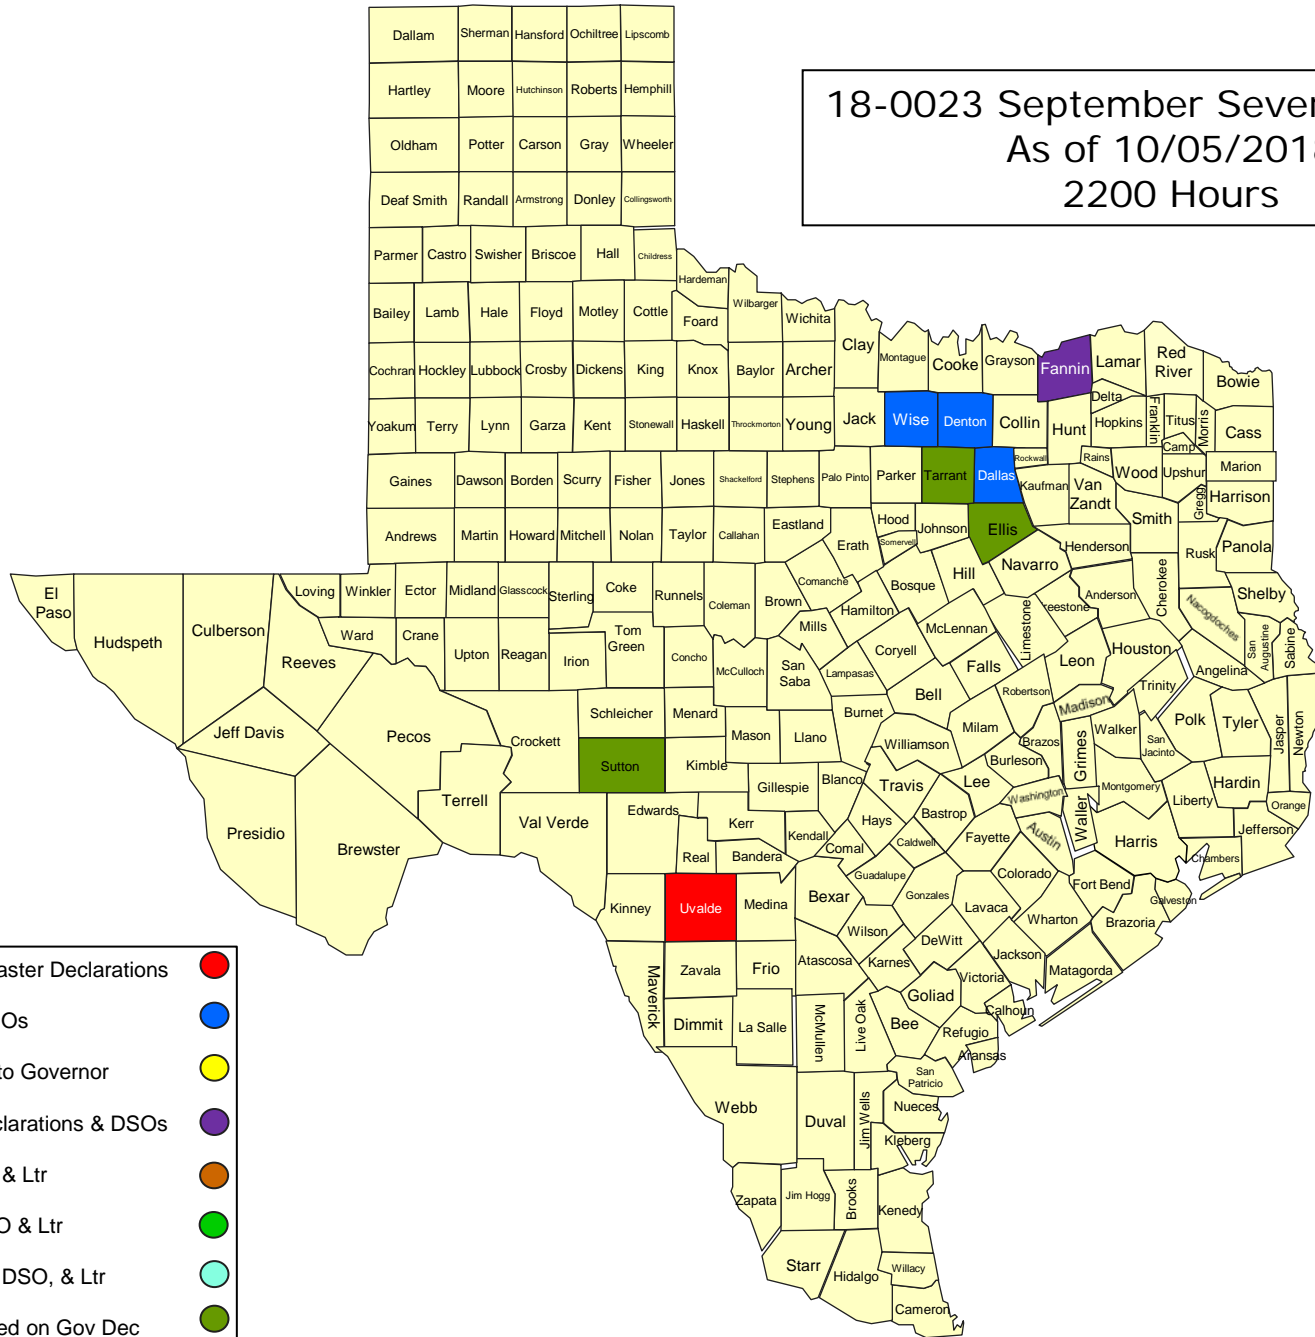 Dallam Sherman Hansford Ochiltree Lipscomb
Hartley Moore Hutchinson Roberts Hemphill
18-0023 September Sever
As of 10/05/201
2200 Hours
Oldham Potter Carson Gray Wheeler
Deaf Smith Randall Armstrong Donley Collingsworth
Parmer Castro Swisher Briscoe Hall Childress
Hardeman
Wilbarger
Bailey Lamb Hale Floyd Motley Cottle Foard Wichita
Clay Montague Cooke Grayson Fannin Lamar Red
River
Bowie
Cochran Hockley Lubbock Crosby Dickens King Knox Baylor Archer
Yoakum Terry Lynn Garza Kent Stonewall Haskell Throckmorton Young Jack Wise Denton Collin Hunt Delta Hopkins Franklin Titus Morris Cass
Camp
Rockwall Rains
Gaines Dawson Borden Scurry Fisher Jones Shackelford Stephens Palo Pinto Parker Tarrant Dallas Kaufman Van
Zandt
Wood Upshur Marion
Gregg Harrison
Andrews Martin Howard Mitchell Nolan Taylor Callahan Eastland Erath Hood Somervell Johnson Ellis Henderson Smith Rusk Panola
El
Paso
Hudspeth Culberson Loving Winkler Ector Midland Glasscock Sterling Coke Runnels Coleman Brown Comanche Hamilton Bosque Hill Navarro Anderson Cherokee Shelby
Limestone reestone Nacogdoches
Ward Crane Upton Reagan Irion Tom
Green
Concho McCulloch San
Saba
Mills Lampasas Coryell McLennan Falls Leon Houston Angelina San
Augustine
Sabine
Reeves
Jeff Davis Pecos Crockett Schleicher Menard Mason Llano Burnet Bell Milam Robertson Madison Trinity
Walker San
Jacinto
Polk Tyler Jasper Newton
Presidio Brewster Terrell Sutton Kimble Gillespie Blanco Williamson Travis Lee Burleson Brazos Grimes Montgomery Liberty Hardin Orange
Washington
Val Verde Edwards Kerr Kendall Hays Comal Caldwell Bastrop Fayette Austin Waller Harris Jefferson Chambers
Real Bandera
Kinney Uvalde Medina Bexar Guadalupe Gonzales Lavaca Colorado Fort Bend Galveston
Wharton Brazoria
Wilson DeWitt Jackson Matagorda
Maverick Zavala Frio Atascosa Karnes Victoria Calhoun
Goliad
Dimmit La Salle McMullen Live Oak Bee Refugio Aransas
San
Patricio
Webb Duval Jim Wells Nueces
Kleberg
Zapata Jim Hogg Brooks Kenedy
Starr Hidalgo Willacy
Cameron
aster Declarations
Os
to Governor
clarations & DSOs
& Ltr
O & Ltr
DSO, & Ltr
ed on Gov Dec